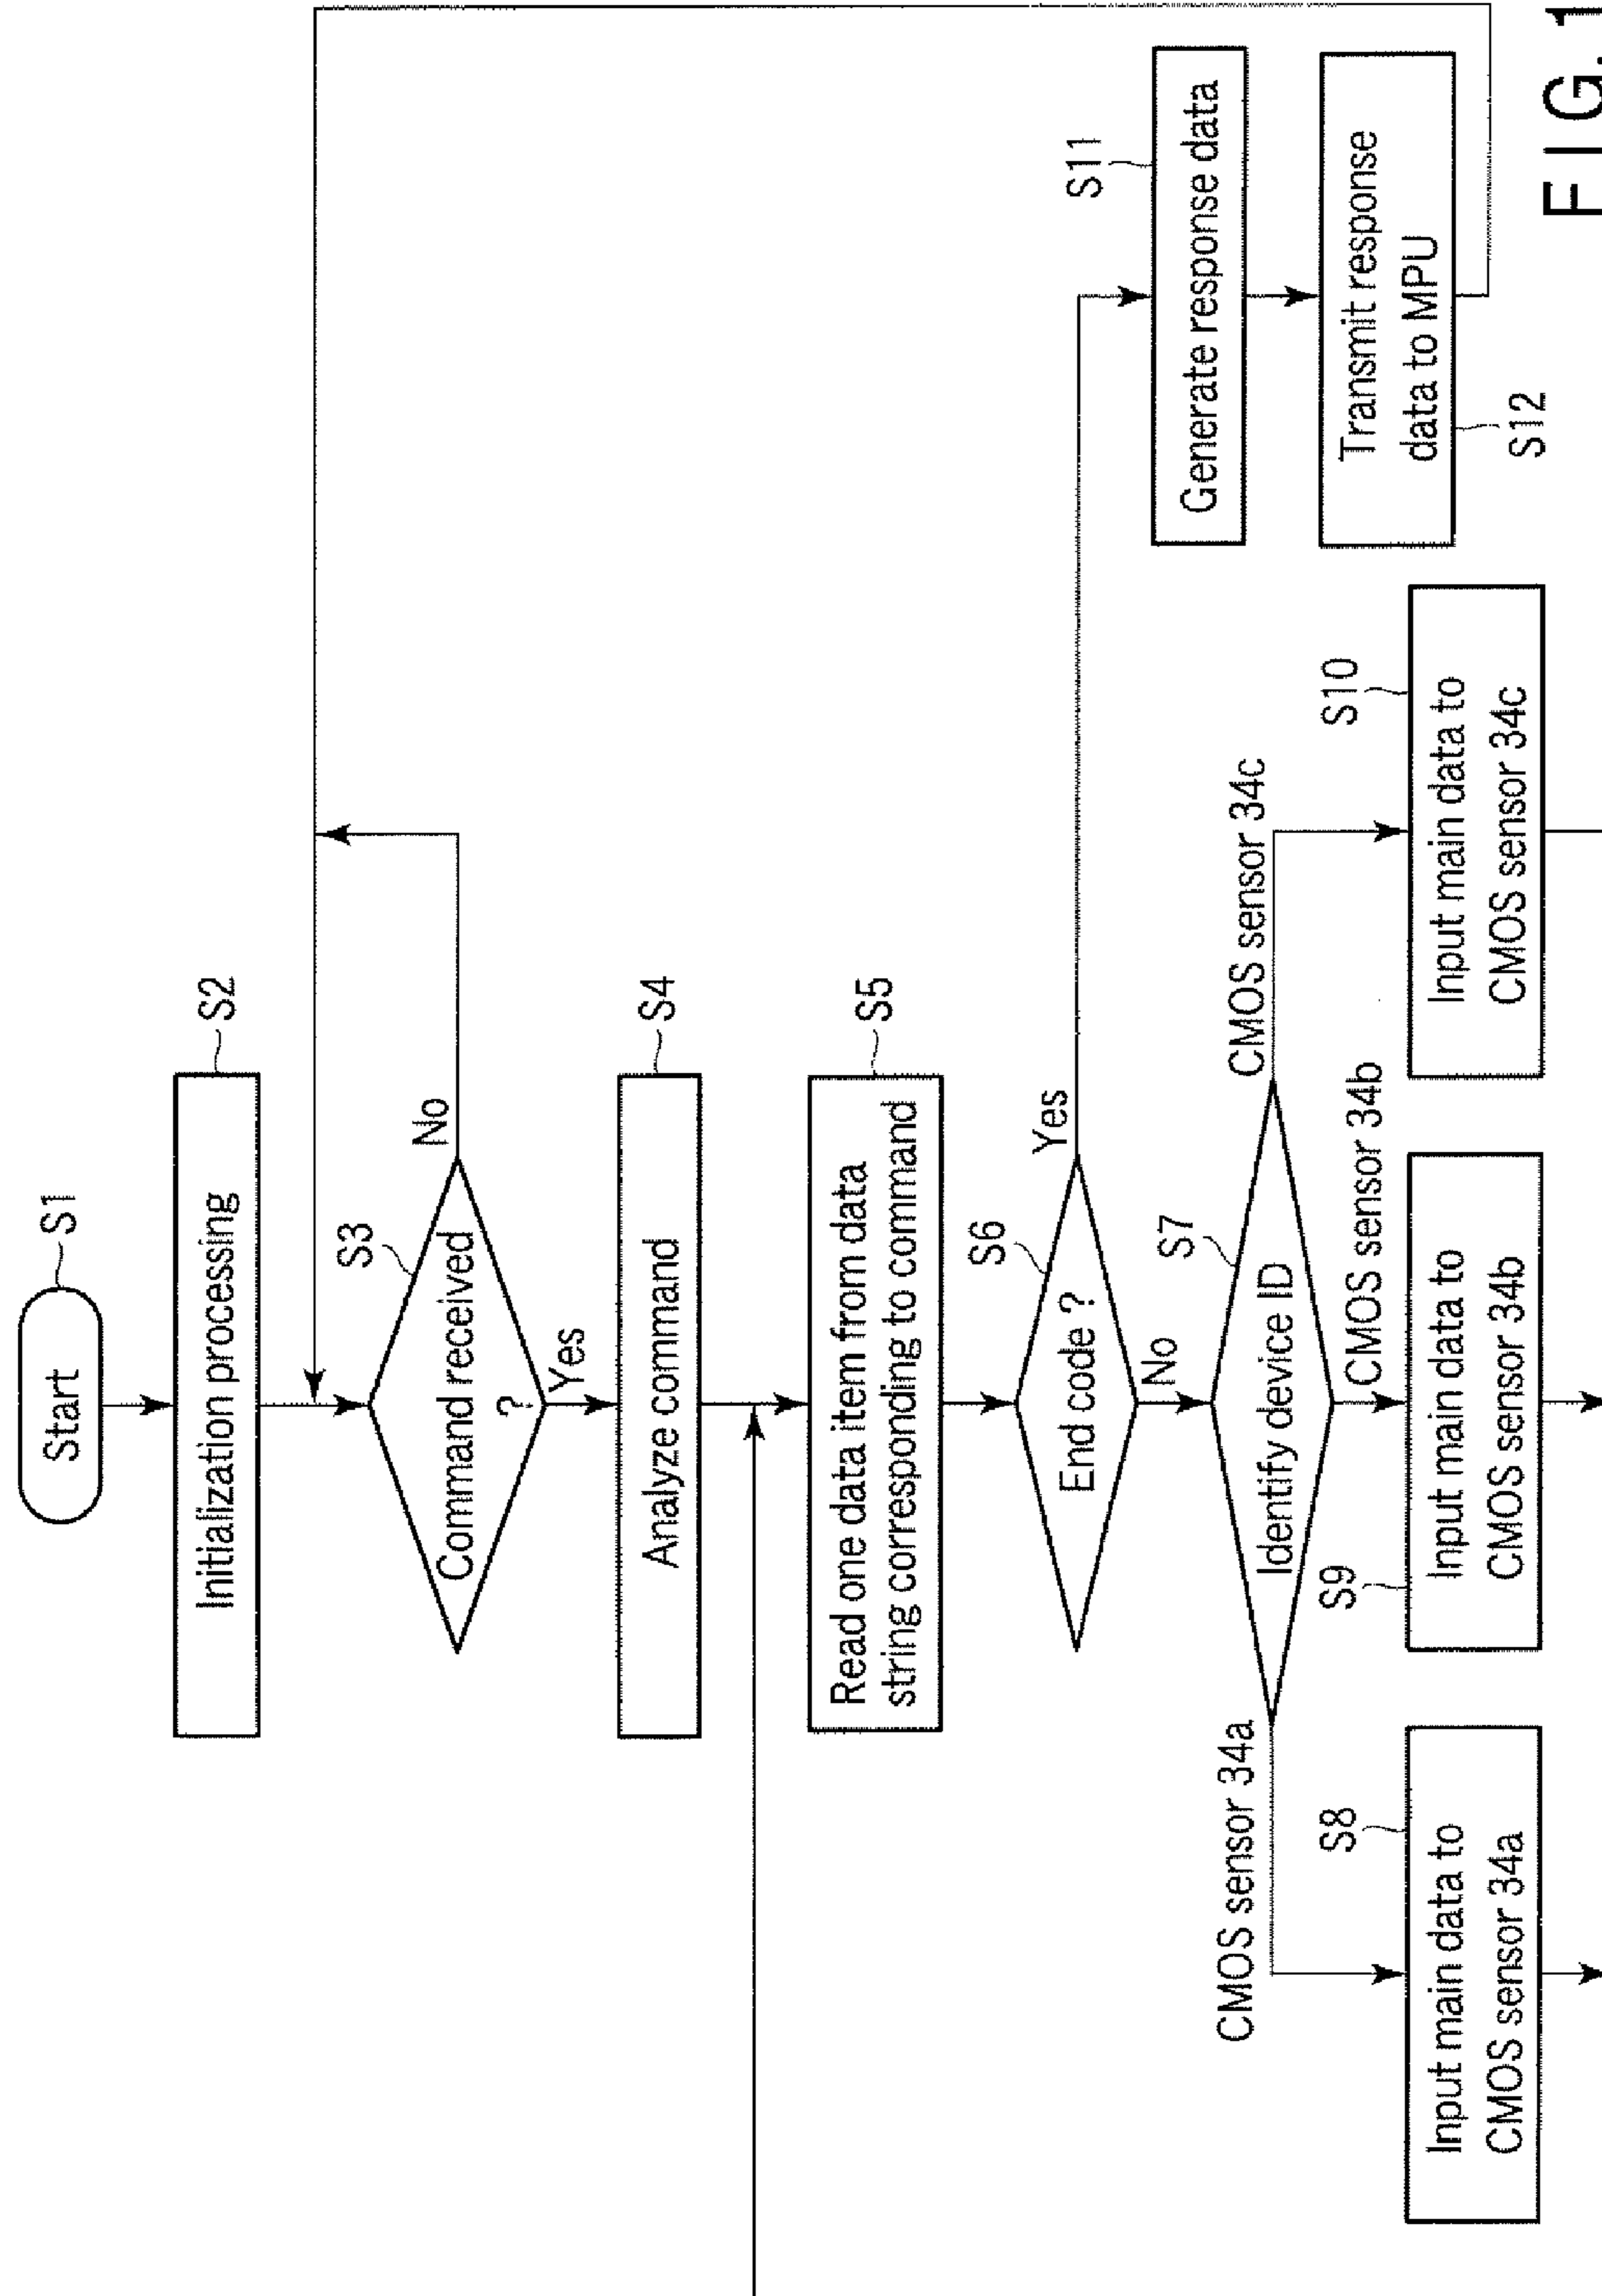 Start
S1
Initialization processing
S2
Command received
?
S3
No
Yes
Analyze command
S4
Read one data item from data
string corresponding to command
S5
End code ?
S6
Yes
No
Identify device ID
S7
CMOS sensor 34a
CMOS sensor 34b
CMOS sensor 34c
Input main data to
CMOS sensor 34a
S8
Input main data to
CMOS sensor 34b
S9
Input main data to
CMOS sensor 34c
S10
Generate response data
S11
Transmit response
data to MPU
S12
FIG. 1